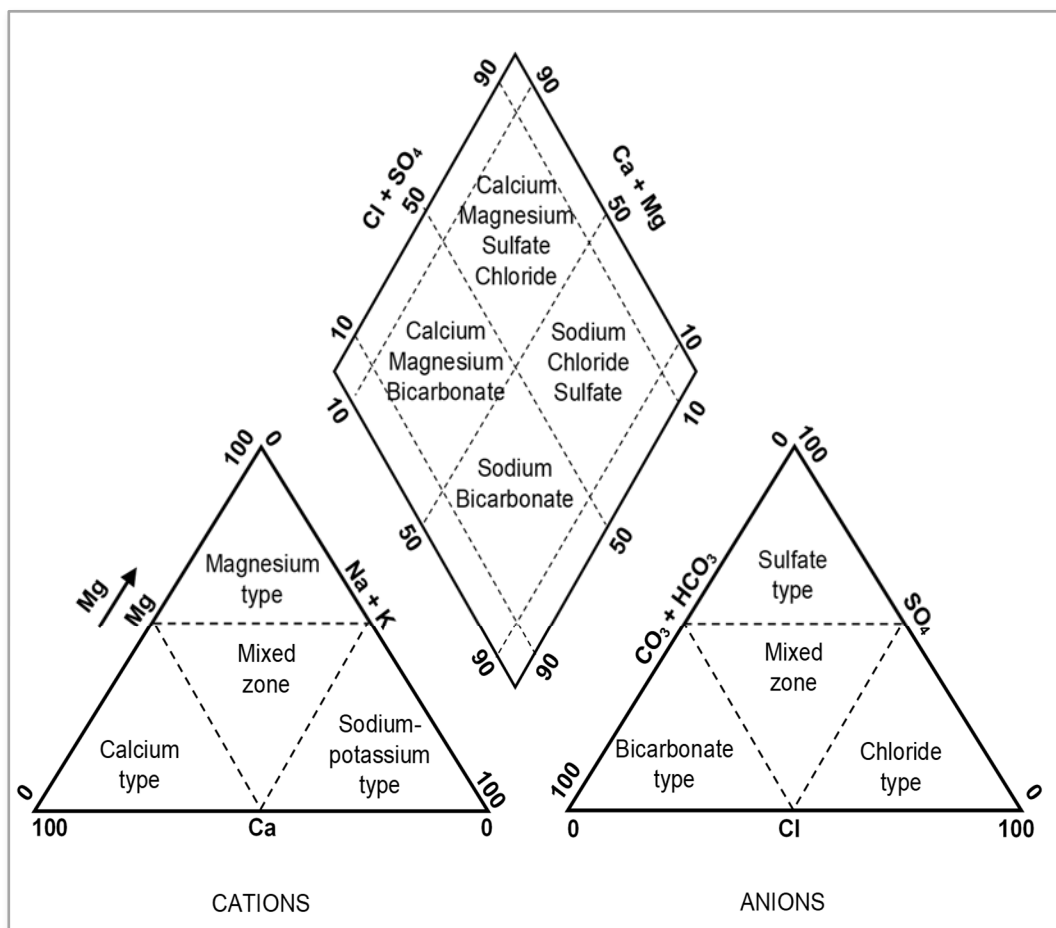 90
90
Cl + SO₄
Ca + Mg
50
50
Calcium
Magnesium
Sulfate
Chloride
10
10
Calcium
Magnesium
Bicarbonate
Sodium
Chloride
Sulfate
10
10
Sodium
Bicarbonate
50
50
90
90
100
0
Mg
Mg
Na + K
Magnesium
type
Mixed
zone
Calcium
type
Sodium-
potassium
type
0
100
100
Ca
0
0
100
CO₃ + HCO₃
SO₄
Sulfate
type
Mixed
zone
Bicarbonate
type
Chloride
type
100
0
0
Cl
100
CATIONS
ANIONS